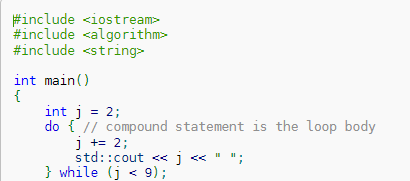 #include <iostream>
#include <algorithm>
#include <string>

int main()
{
    int j = 2;
    do { // compound statement is the loop body
        j += 2;
        std::cout << j << " ";
    } while (j < 9);